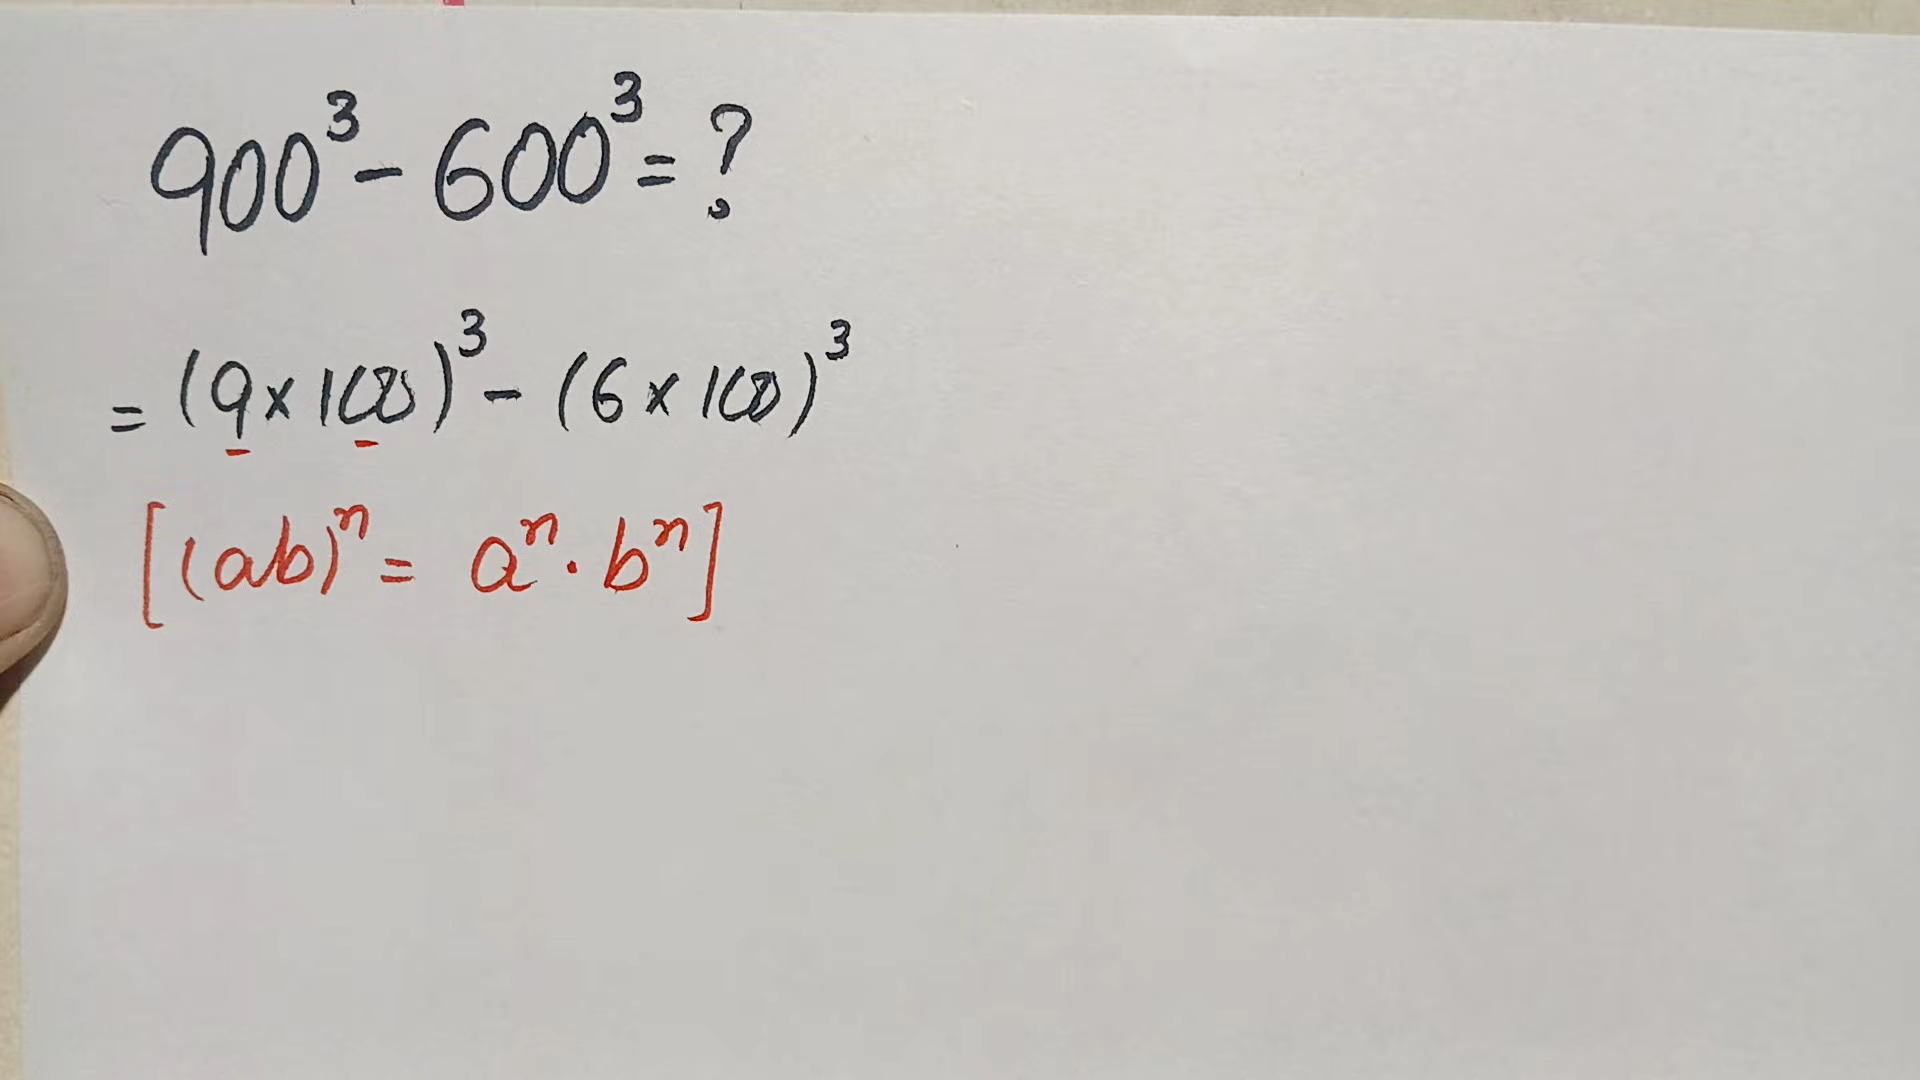 900³ - 600³ = ?
= (9 × 100)³ - (6 × 100)³
[(ab)ⁿ = aⁿ · bⁿ]